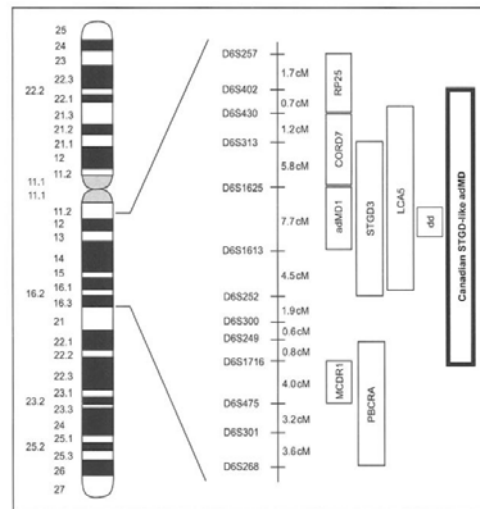 25
24
23
22.3
22.2
22.1
21.3
21.2
21.1
12
11.2
11.1
11.1
11.2
12
13
14
15
16.1
16.2
16.3
21
22.1
22.2
22.3
23.1
23.2
23.3
24
25.1
25.2
25.3
26
27
D6S257
1.7cM
D6S402
0.7cM
D6S430
1.2cM
D6S313
5.8cM
D6S1625
7.7cM
D6S1613
4.5cM
D6S252
1.9cM
D6S300
0.6cM
D6S249
0.8cM
D6S1716
4.0cM
D6S475
3.2cM
D6S301
3.6cM
D6S268
RP25
CORD7
adMD1
STGD3
LCA5
dd
Canadian STGD-like adMD
MCDR1
PBCRA